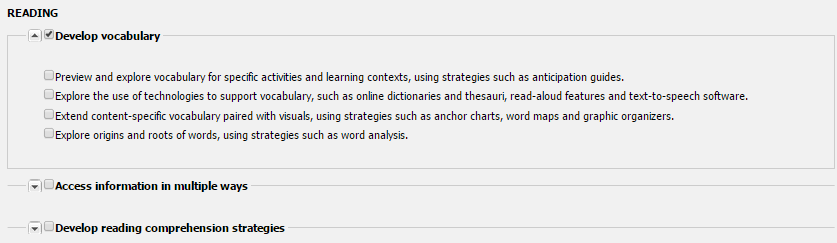 READING
Develop vocabulary
Preview and explore vocabulary for specific activities and learning contexts, using strategies such as anticipation guides.
Explore the use of technologies to support vocabulary, such as online dictionaries and thesauri, read-aloud features and text-to-speech software.
Extend content-specific vocabulary paired with visuals, using strategies such as anchor charts, word maps and graphic organizers.
Explore origins and roots of words, using strategies such as word analysis.
Access information in multiple ways
Develop reading comprehension strategies